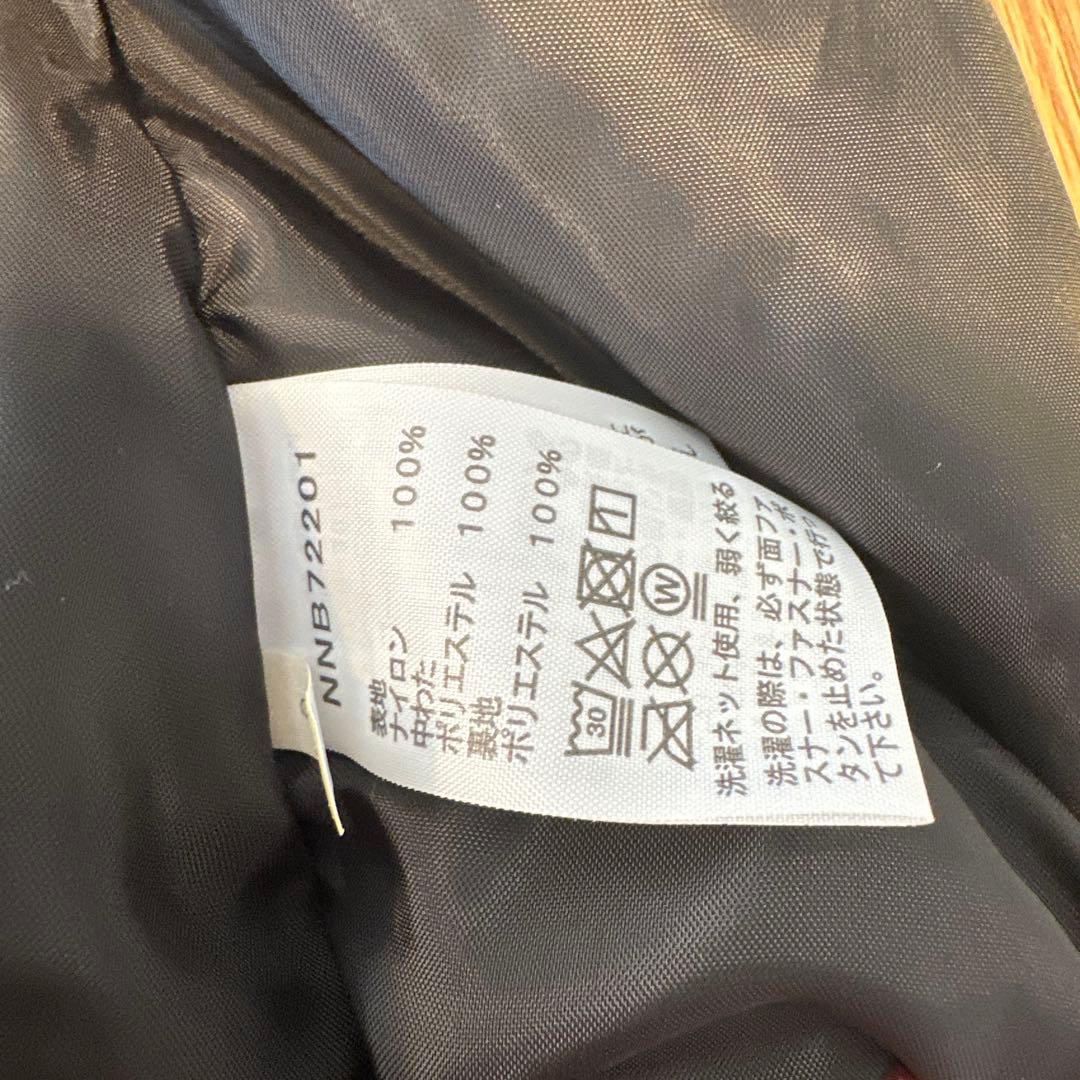 NNB72201
表地
ナイロン 100%
中わた
ポリエステル 100%
裏地
ポリエステル 100%
30
W
洗濯ネット使用、弱く絞る
洗濯の際は、必ず面ファ
スナー・ファスナー・ボ
タンを止めた状態で行っ
て下さい。